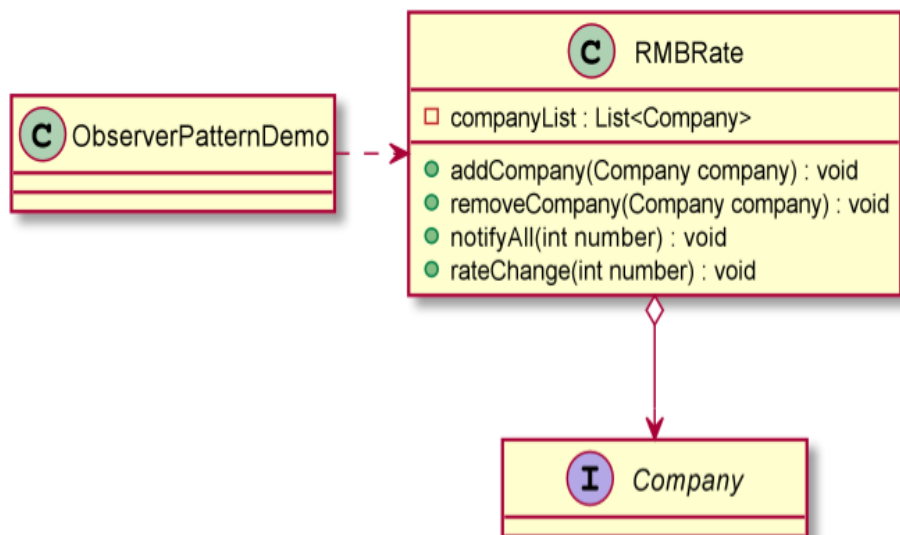 C RMBRate
companyList : List<Company>
C ObserverPatternDemo
addCompany(Company company) : void
removeCompany(Company company) : void
notifyAll(int number) : void
rateChange(int number) : void
I Company